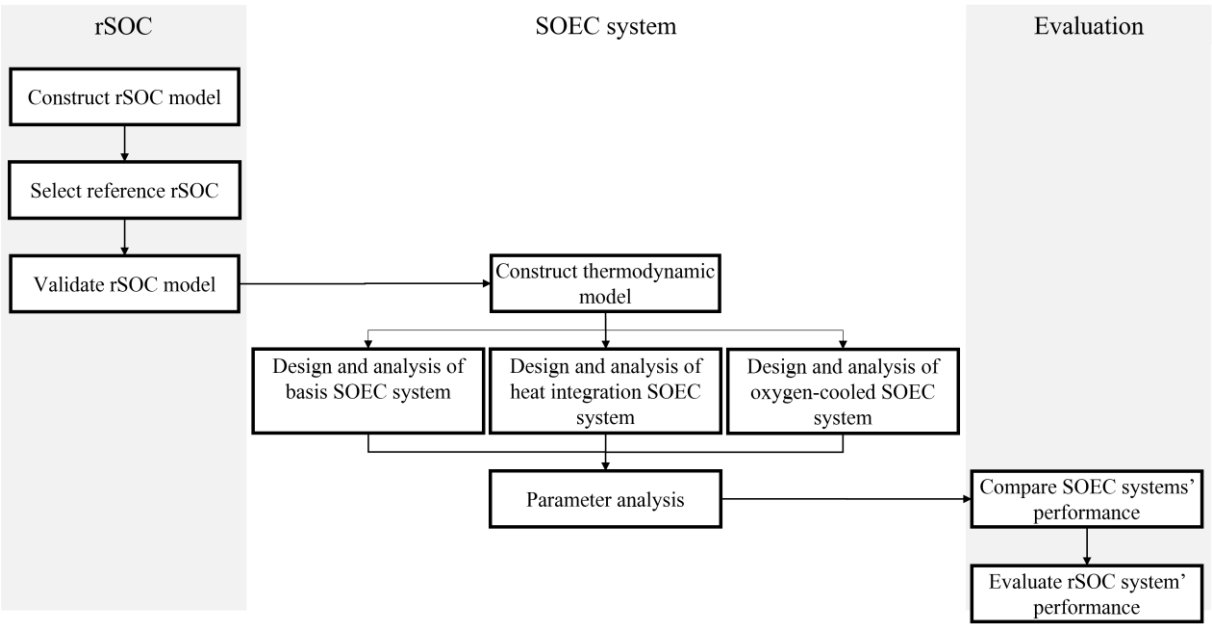 rSOC
SOEC system
Evaluation
Construct rSOC model
Select reference rSOC
Validate rSOC model
Construct thermodynamic
model
Design and analysis of
basis SOEC system
Design and analysis of
heat integration SOEC
system
Design and analysis of
oxygen-cooled SOEC
system
Parameter analysis
Compare SOEC systems’
performance
Evaluate rSOC system’
performance